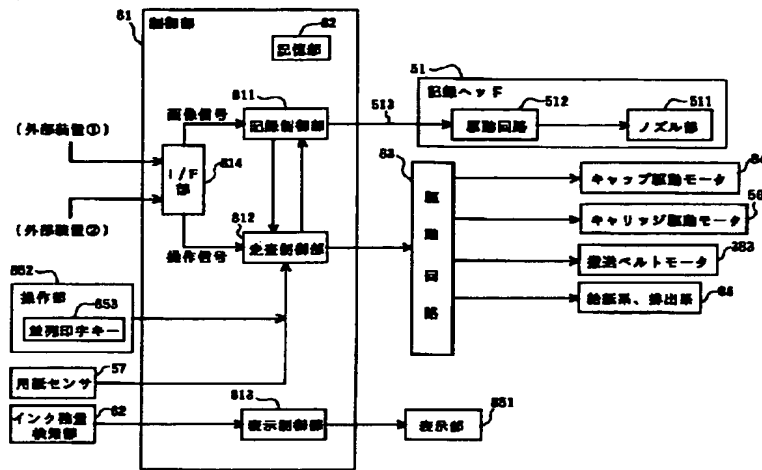 81
制御部
82
記憶部
51
記録ヘッド
画像信号
811
記録制御部
513
512
駆動回路
511
ノズル部
(外部装置①)
I/F
部
814
83
駆
動
回
路
キャップ駆動モータ
812
走査制御部
キャリッジ駆動モータ
(外部装置②)
操作信号
搬送ベルトモータ
383
852
操作部
853
並列印字キー
給紙系、排出系
用紙センサ
57
813
インク残量
検知部
62
表示制御部
表示部
851